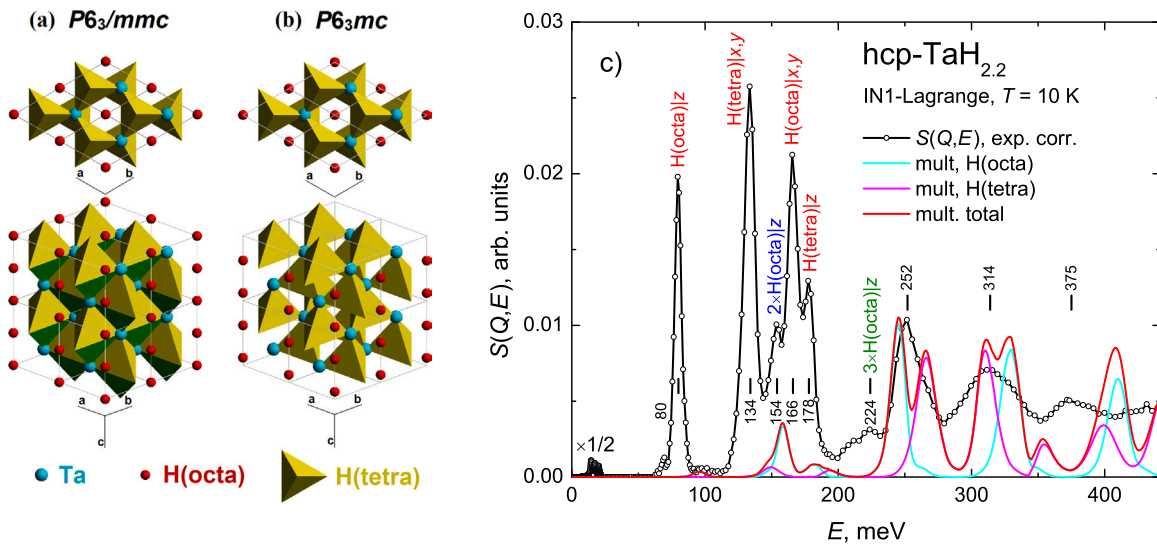 (a) P6₃/mmc
(b) P6₃mc
a b
a b
a b
c
a b
c
Ta
H(octa)
H(tetra)
c)
hcp-TaH₂.₂
IN1-Lagrange, T = 10 K
S(Q,E), exp. corr.
mult, H(octa)
mult, H(tetra)
mult. total
H(octa)|z
H(tetra)|x,y
2×H(octa)|z
H(octa)|x,y
H(tetra)|z
3×H(octa)|z
252
314
375
80
134
154
166
178
224
×1/2
S(Q,E), arb. units
0.03
0.02
0.01
0.00
0 100 200 300 400
E, meV